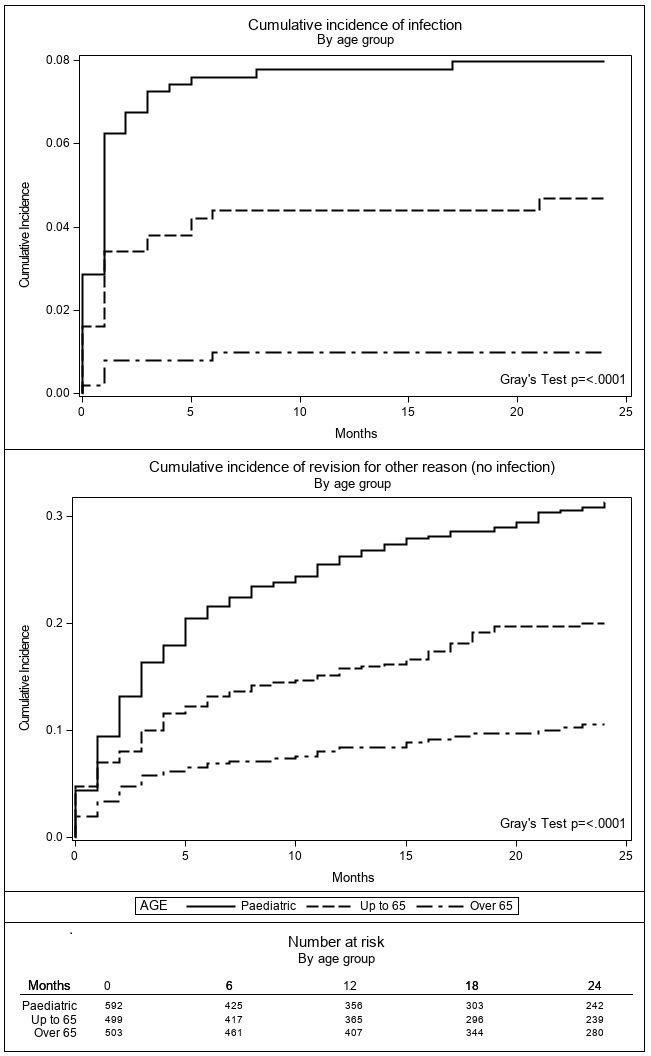 Cumulative incidence of infection
By age group
0.08
0.06
0.04
0.02
0.00
Cumulative Incidence
Gray's Test p=<.0001
0 5 10 15 20 25
Months
Cumulative incidence of revision for other reason (no infection)
By age group
0.3
0.2
0.1
0.0
Cumulative Incidence
Gray's Test p=<.0001
0 5 10 15 20 25
Months
AGE Paediatric Up to 65 Over 65
Number at risk
By age group
Months 0 6 12 18 24
Paediatric 592 425 356 303 242
Up to 65 499 417 365 296 239
Over 65 503 461 407 344 280